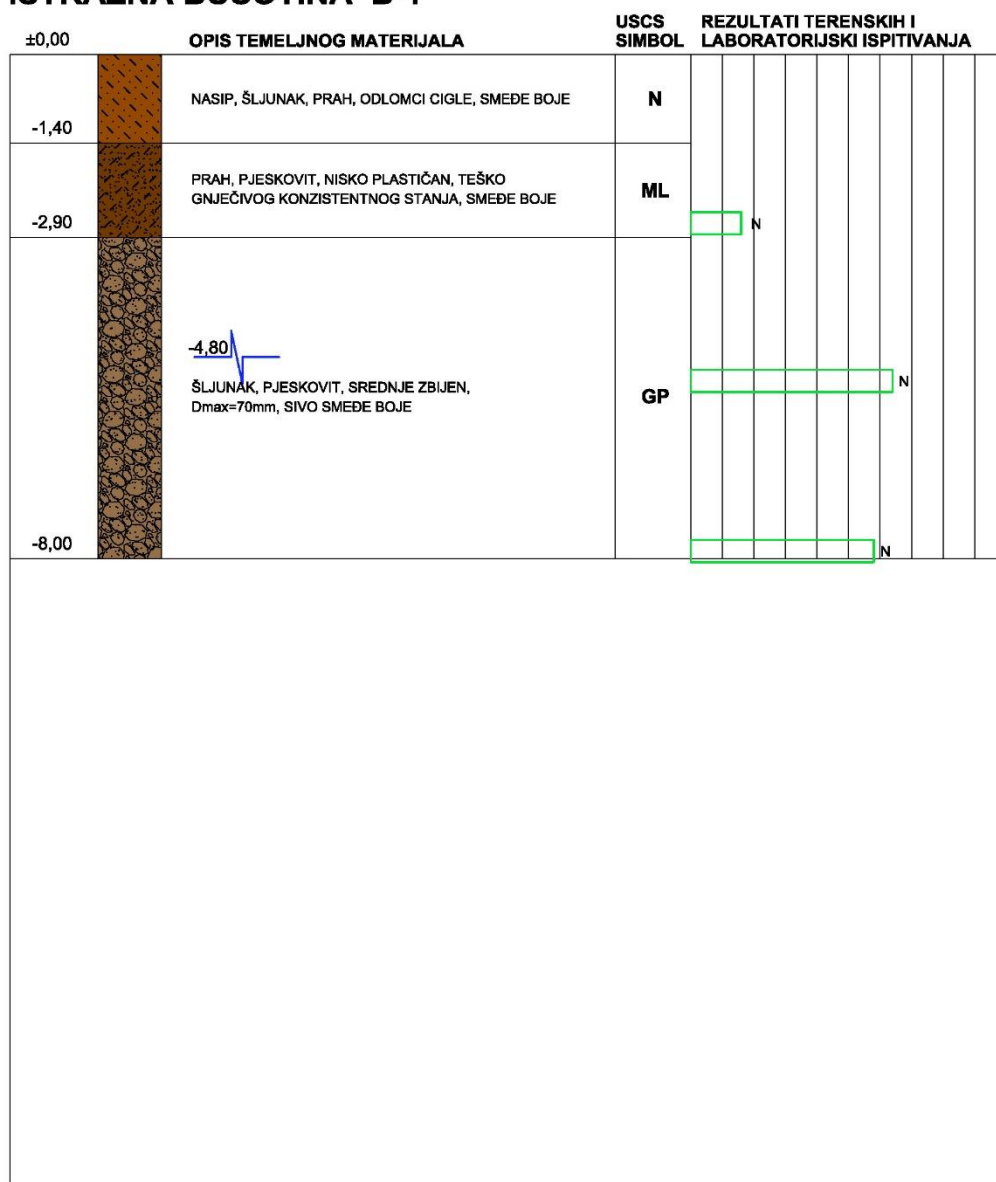 ±0,00
OPIS TEMELJNOG MATERIJALA
USCS
SIMBOL
REZULTATI TERENSKIH I
LABORATORIJSKI ISPITIVANJA
NASIP, ŠLJUNAK, PRAH, ODLOMCI CIGLE, SMEĐE BOJE
N
-1,40
PRAH, PJESKOVIT, NISKO PLASTIČAN, TEŠKO
GNJEČIVOG KONZISTENTNOG STANJA, SMEĐE BOJE
ML
-2,90
N
-4,80
ŠLJUNAK, PJESKOVIT, SREDNJE ZBIJEN,
Dmax=70mm, SIVO SMEĐE BOJE
GP
N
-8,00
N